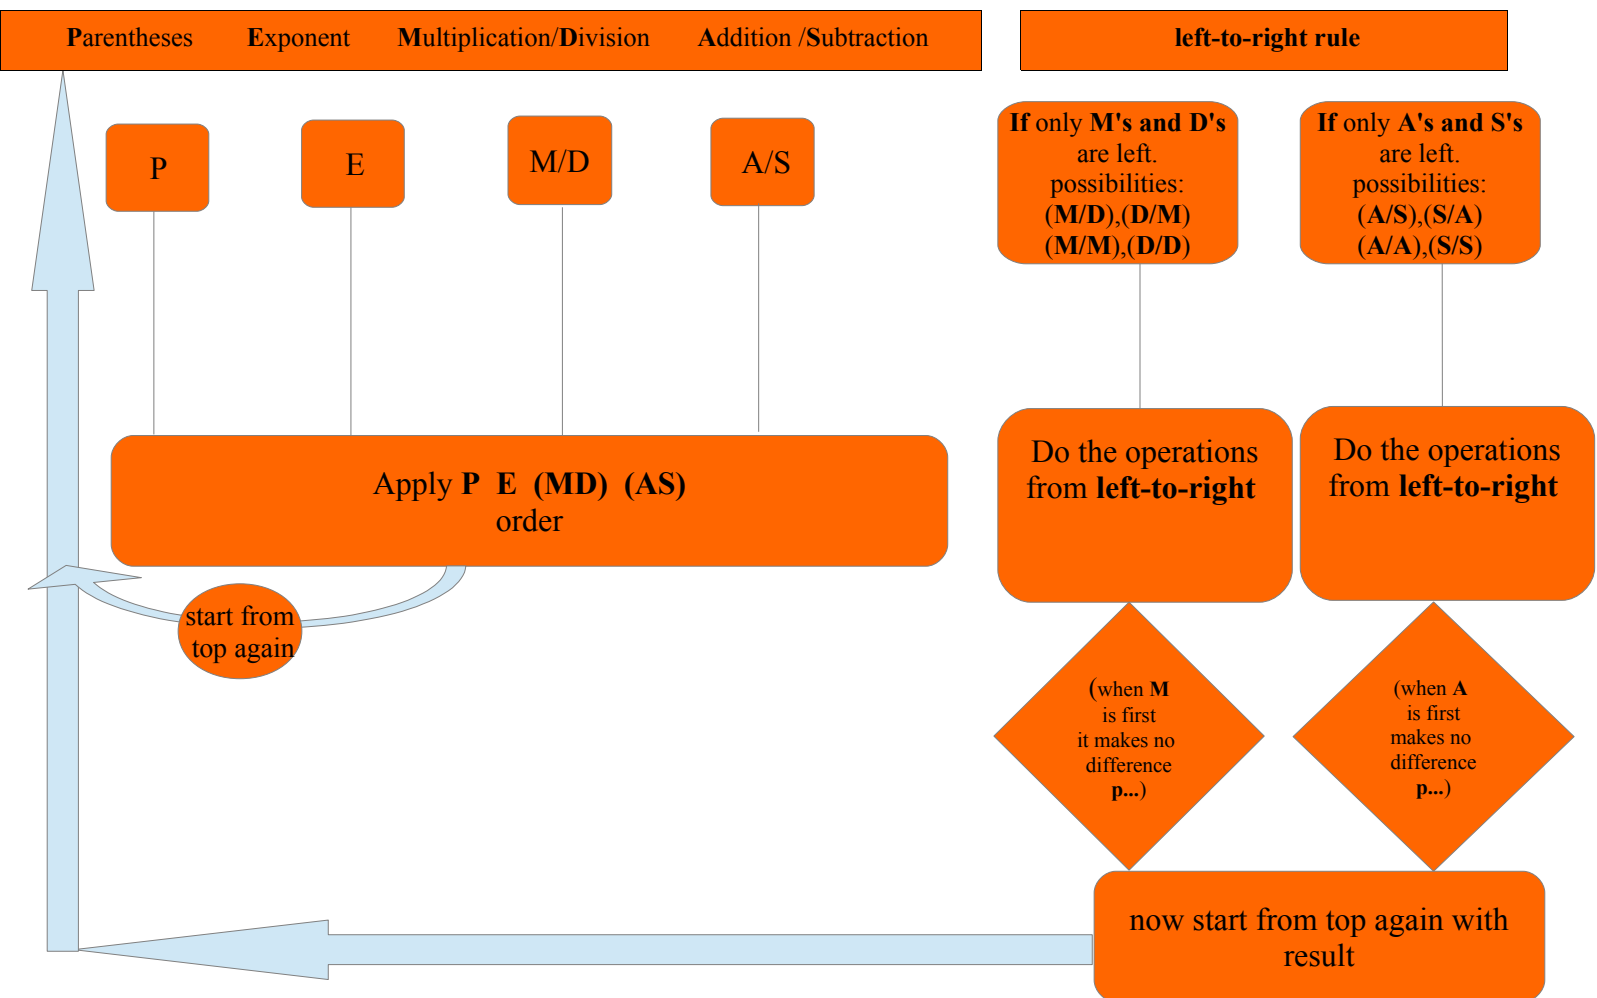 Parentheses Exponent Multiplication/Division Addition /Subtraction
left-to-right rule
P
E
M/D
A/S
If only M's and D's
are left.
possibilities:
(M/D),(D/M)
(M/M),(D/D)
If only A's and S's
are left.
possibilities:
(A/S),(S/A)
(A/A),(S/S)
Apply P E (MD) (AS)
order
start from
top again
Do the operations
from left-to-right
Do the operations
from left-to-right
(when M
is first
it makes no
difference
p...)
(when A
is first
makes no
difference
p...)
now start from top again with
result